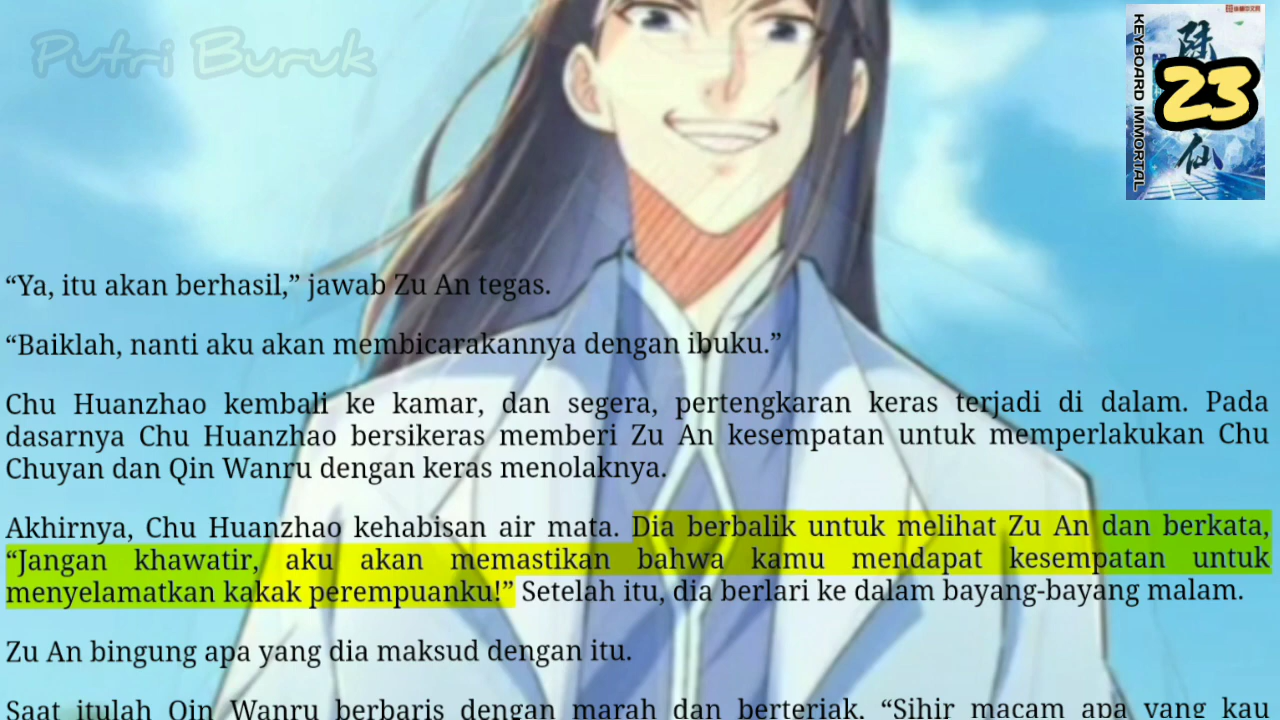 Putri Buruk
KEYBOARD IMMORTAL
陆
23
仙
“Ya, itu akan berhasil,” jawab Zu An tegas.
“Baiklah, nanti aku akan membicarakannya dengan ibuku.”
Chu Huanzhao kembali ke kamar, dan segera, pertengkaran keras terjadi di dalam. Pada
dasarnya Chu Huanzhao bersikeras memberi Zu An kesempatan untuk memperlakukan Chu
Chuyan dan Qin Wanru dengan keras menolaknya.
Akhirnya, Chu Huanzhao kehabisan air mata. Dia berbalik untuk melihat Zu An dan berkata,
“Jangan khawatir, aku akan memastikan bahwa kamu mendapat kesempatan untuk
menyelamatkan kakak perempuanku!” Setelah itu, dia berlari ke dalam bayang-bayang malam.
Zu An bingung apa yang dia maksud dengan itu.
Saat itulah Qin Wanru berbaris dengan marah dan berteriak. “Sihir macam apa yang kau